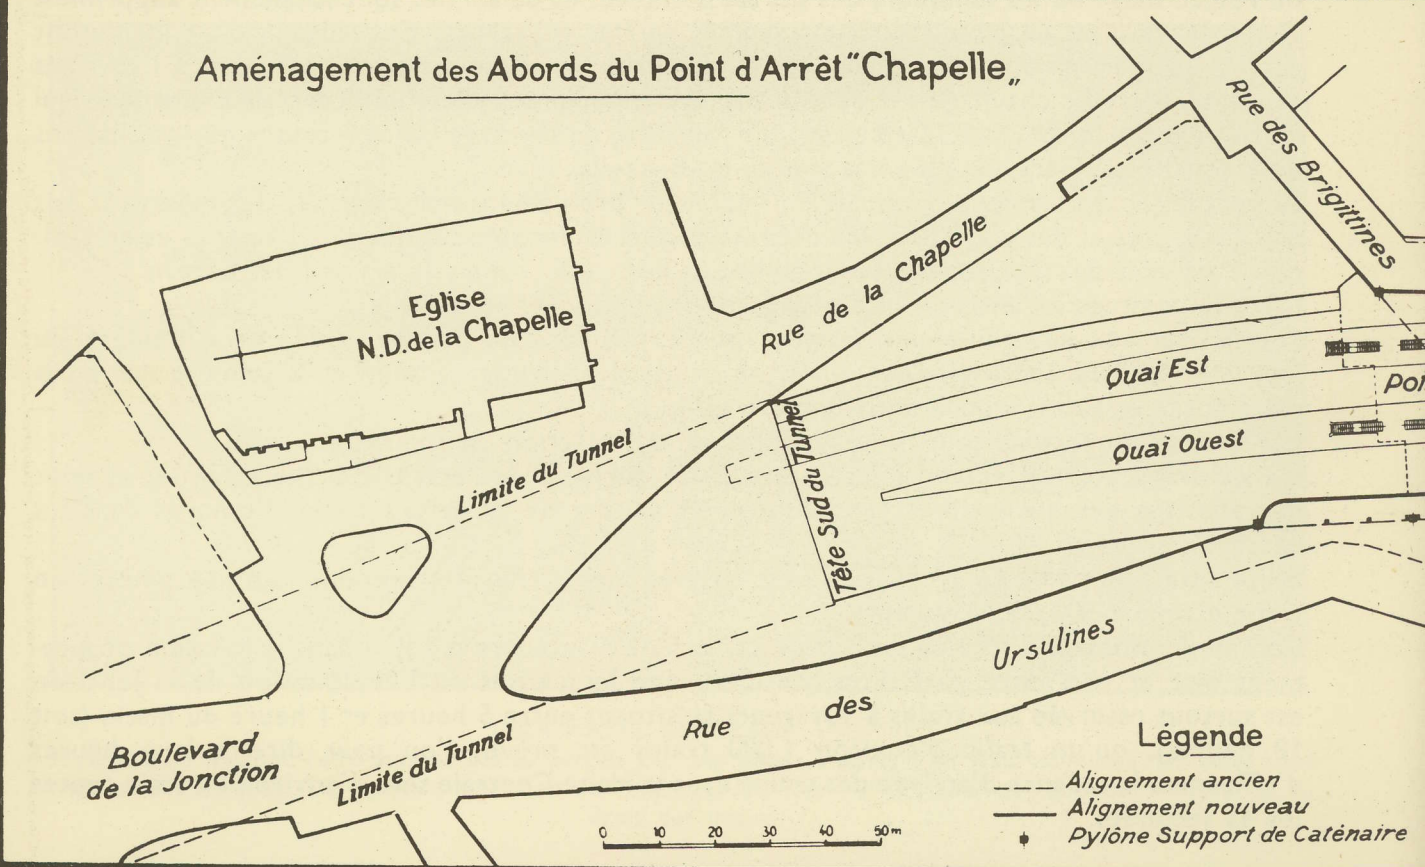 Aménagement des Abords du Point d'Arrêt "Chapelle„
Rue des Brigittines
Rue de la Chapelle
Eglise
N.D. de la Chapelle
Quai Est
Quai Ouest
Tête Sud du Tunnel
Limite du Tunnel
Limite du Tunnel
Boulevard
de la Jonction
Rue des Ursulines
Légende
Alignement ancien
Alignement nouveau
Pylône Support de Caténaire
0 10 20 30 40 50 m